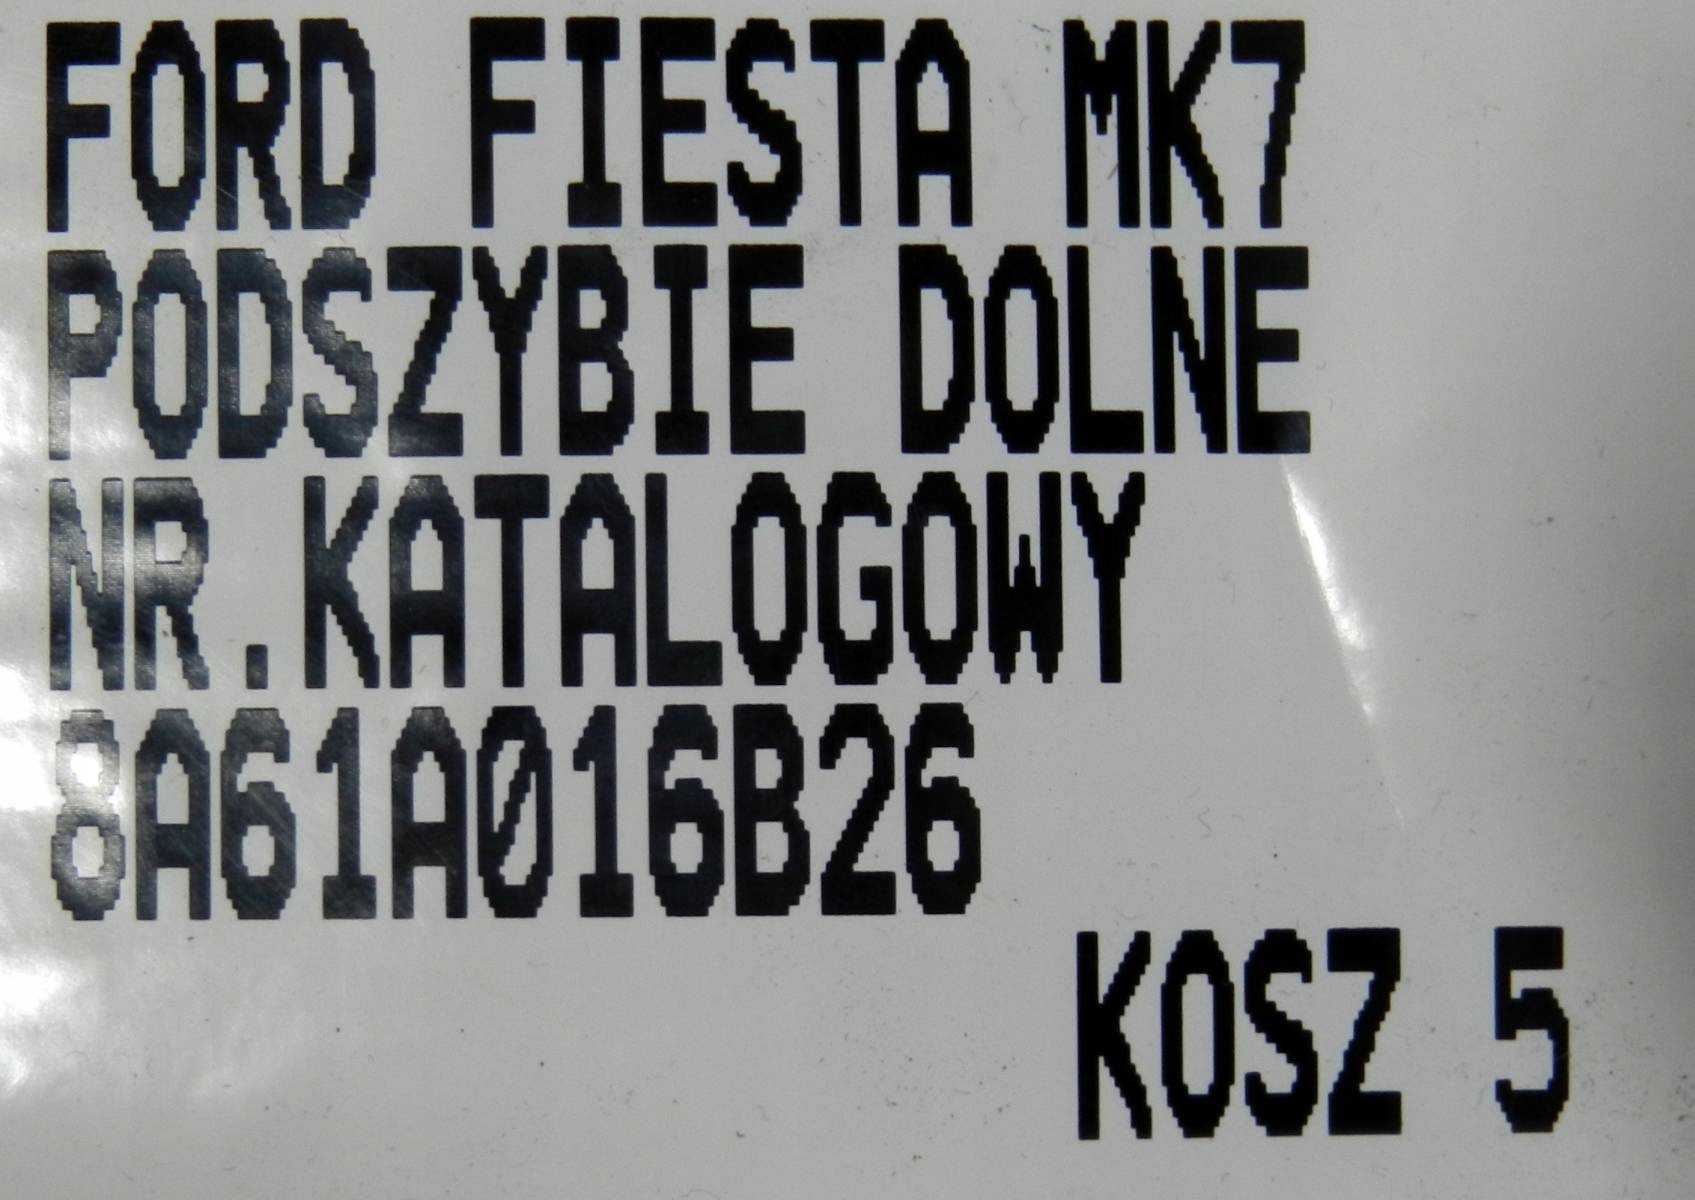 FORD FIESTA MK7
PODSZYBIE DOLNE
NR.KATALOGOWY
8A61A016B26
KOSZ 5